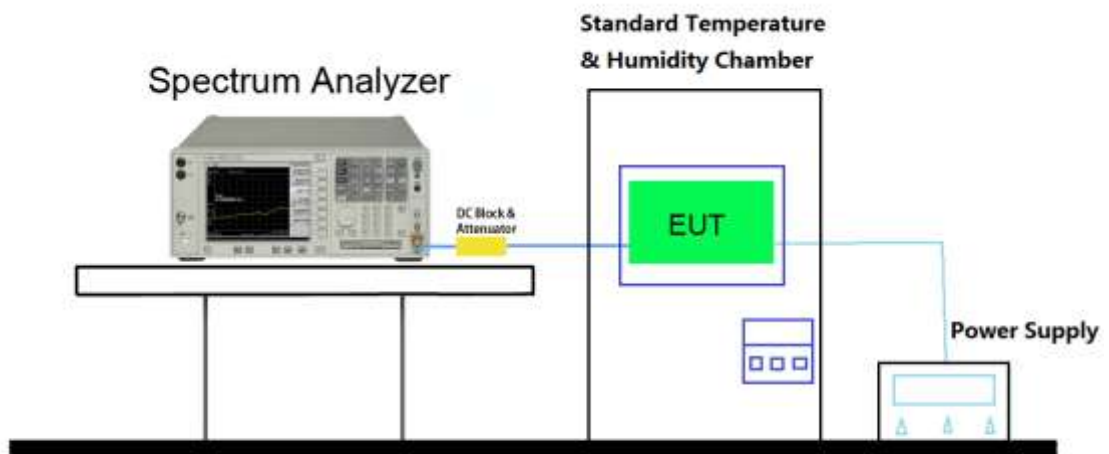 Standard Temperature
& Humidity Chamber
Spectrum Analyzer
DC Block &
Attenuator
EUT
Power Supply